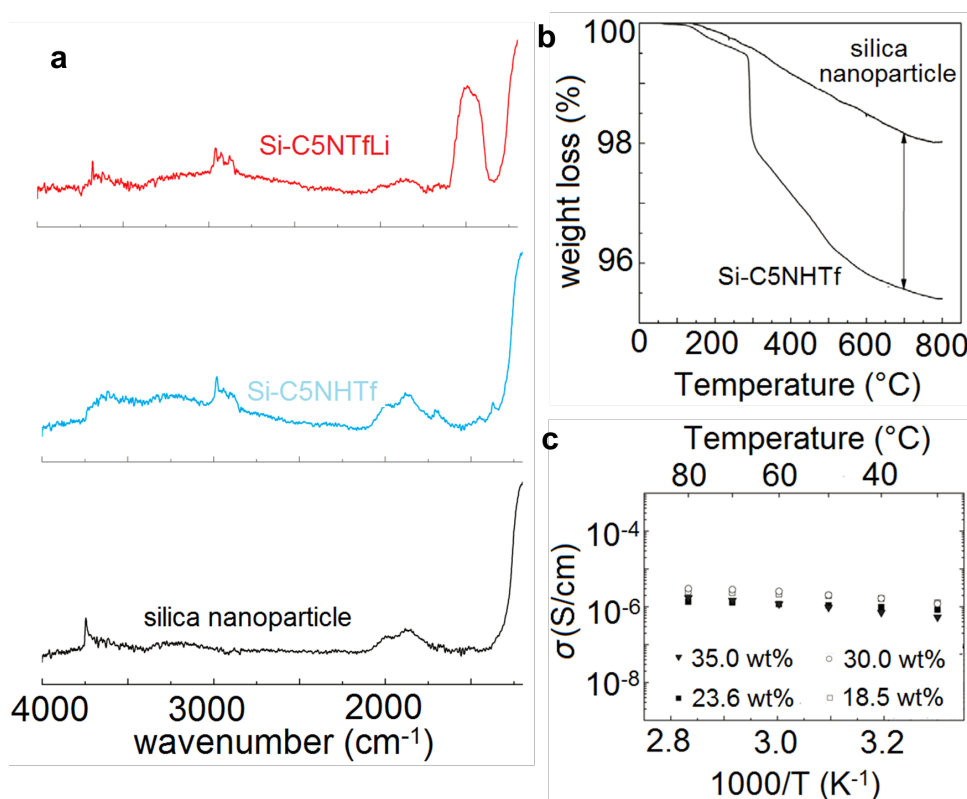 a
Si-C5NTfLi
Si-C5NHTf
silica nanoparticle
4000 3000 2000
wavenumber (cm-1)
b
100
98
96
weight loss (%)
silica
nanoparticle
Si-C5NHTf
0 200 400 600 800
Temperature (°C)
c
Temperature (°C)
80 60 40
10-4
10-6
10-8
σ(S/cm)
35.0 wt% 30.0 wt%
23.6 wt% 18.5 wt%
2.8 3.0 3.2
1000/T (K-1)